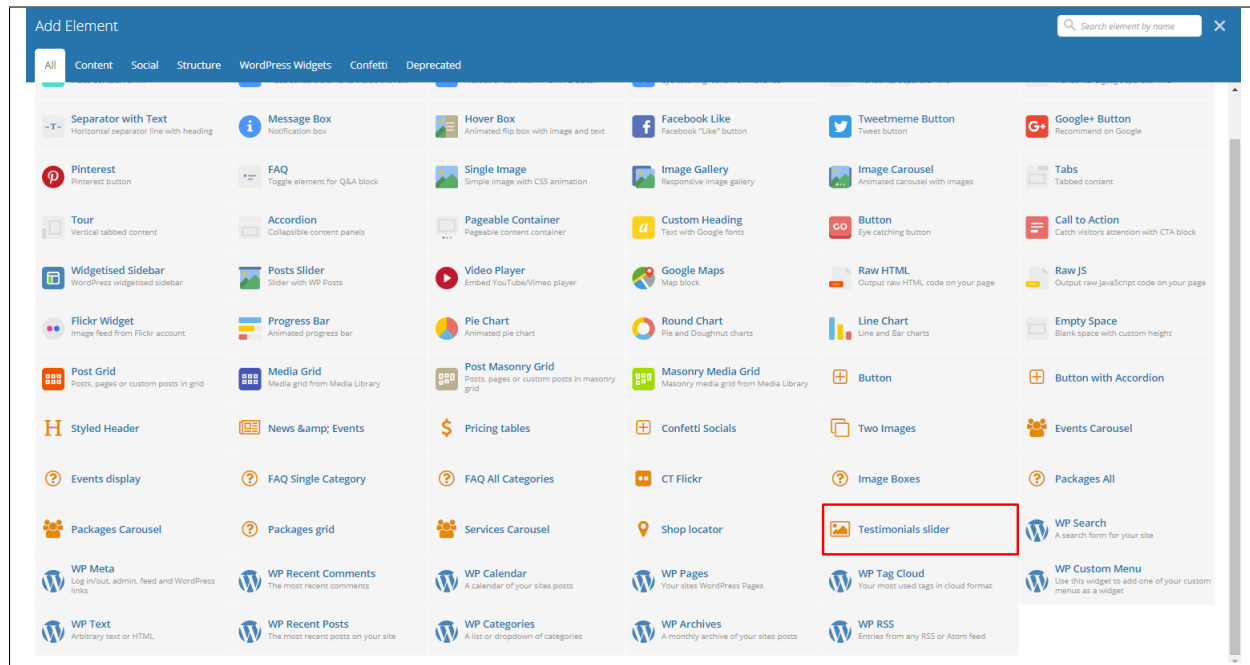 Add Element
Search element by name
All Content Social Structure WordPress Widgets Confetti Deprecated
Separator with Text
Horizontal separator line with heading
Message Box
Notification box
Hover Box
Animated flip box with image and text
Facebook Like
Facebook "Like" button
Tweetmeme Button
Tweet button
Google+ Button
Recommend on Google
Pinterest
Pinterest button
FAQ
Toggle element for Q&A block
Single Image
Simple image with CSS animation
Image Gallery
Responsive image gallery
Image Carousel
Animated carousel with images
Tabs
Tabbed content
Tour
Vertical tabbed content
Accordion
Collapsible content panels
Pageable Container
Pageable content container
Custom Heading
Text with Google fonts
GO
Button
Eye catching button
Call to Action
Catch visitors attention with CTA block
Widgetised Sidebar
WordPress widgetised sidebar
Posts Slider
Slider with WP Posts
Video Player
Embed YouTube/Vimeo player
Google Maps
Map block
Raw HTML
Output raw HTML code on your page
Raw JS
Output raw JavaScript code on your page
Flickr Widget
Image feed from Flickr account
Progress Bar
Animated progress bar
Pie Chart
Animated pie chart
Round Chart
Pie and Doughnut charts
Line Chart
Line and Bar charts
Empty Space
Blank space with custom height
Post Grid
Posts, pages or custom posts in grid
Media Grid
Media grid from Media Library
Post Masonry Grid
Posts, pages or custom posts in masonry
grid
Masonry Media Grid
Masonry media grid from Media Library
Button
Button with Accordion
Styled Header
News &amp; Events
Pricing tables
Confetti Socials
Two Images
Events Carousel
Events display
FAQ Single Category
FAQ All Categories
CT Flickr
Image Boxes
Packages All
Packages Carousel
Packages grid
Services Carousel
Shop locator
Testimonials slider
WP Search
A search form for your site
WP Meta
Log in/out, admin, feed and WordPress
links
WP Recent Comments
The most recent comments
WP Calendar
A calendar of your sites posts
WP Pages
Your sites WordPress Pages
WP Tag Cloud
Your most used tags in cloud format
WP Custom Menu
Use this widget to add one of your custom
menus as a widget
WP Text
Arbitrary text or HTML
WP Recent Posts
The most recent posts on your site
WP Categories
A list or dropdown of categories
WP Archives
A monthly archive of your sites posts
WP RSS
Entries from any RSS or Atom feed